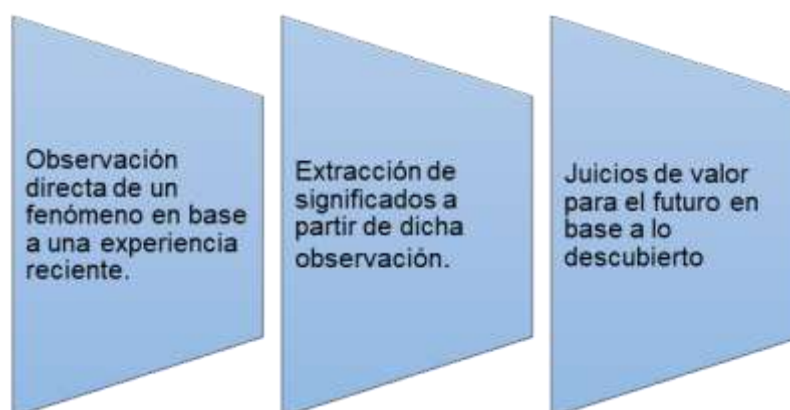 Observación
directa de un
fenómeno en base
a una experiencia
reciente.
Extracción de
significados a
partir de dicha
observación.
Juicios de valor
para el futuro en
base a lo
descubierto